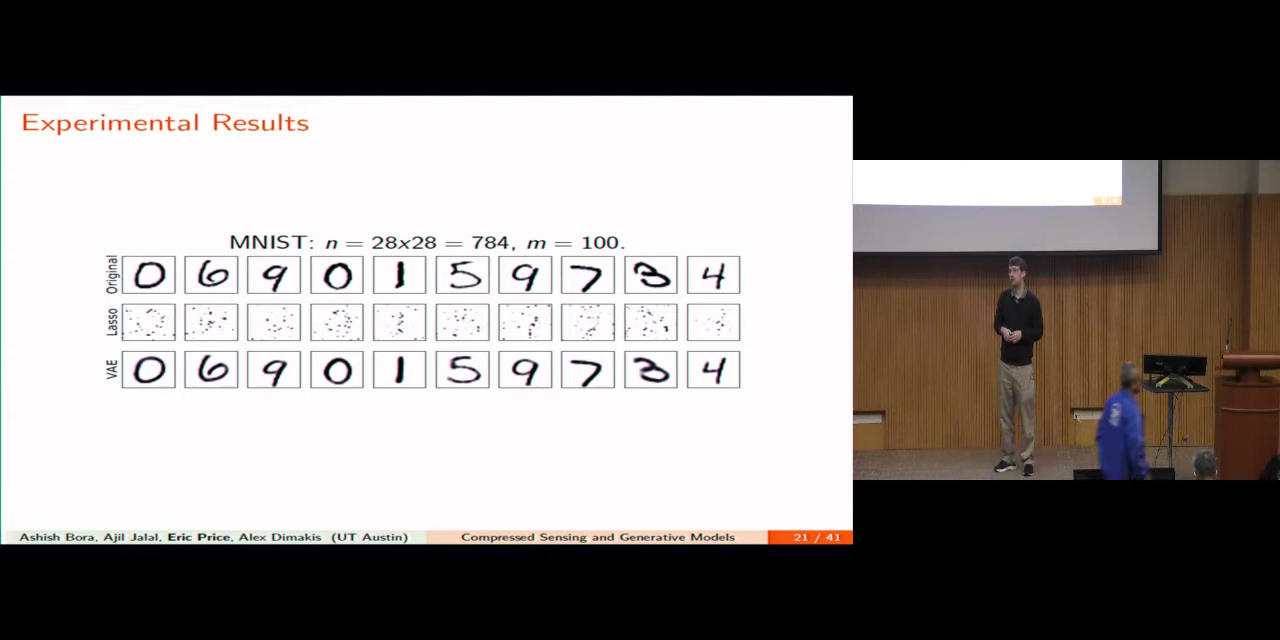 Experimental Results
MNIST: n = 28x28 = 784, m = 100.
Original 0 6 9 0 1 5 9 7 3 4
Lasso
VAE 0 6 9 0 1 5 9 7 3 4
Ashish Bora, Ajil Jalal, Eric Price, Alex Dimakis (UT Austin) Compressed Sensing and Generative Models 21 / 41